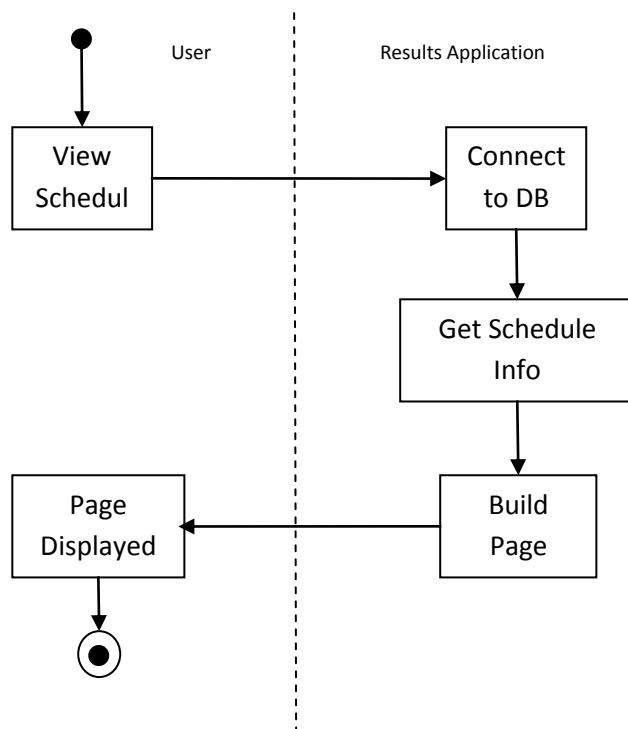 User
Results Application
View
Schedul
Connect
to DB
Get Schedule
Info
Page
Displayed
Build
Page